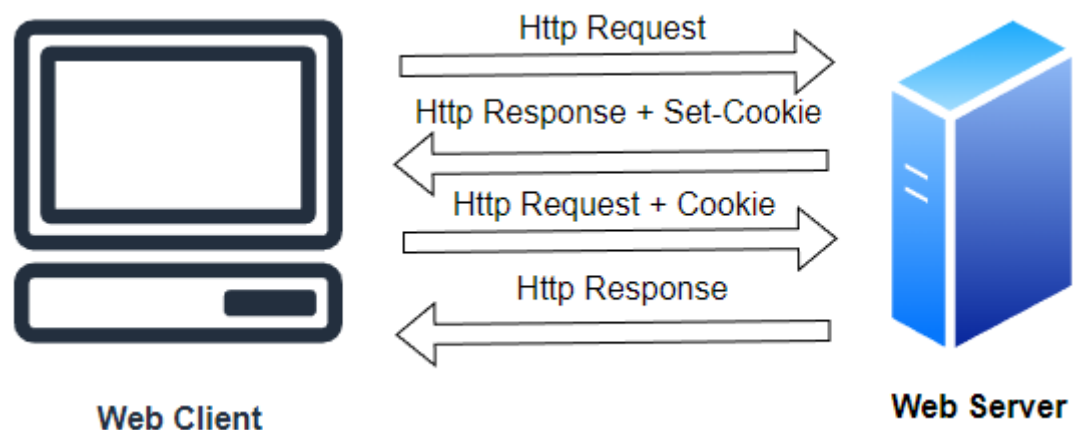 Http Request
Http Response + Set-Cookie
Http Request + Cookie
Http Response
Web Client
Web Server